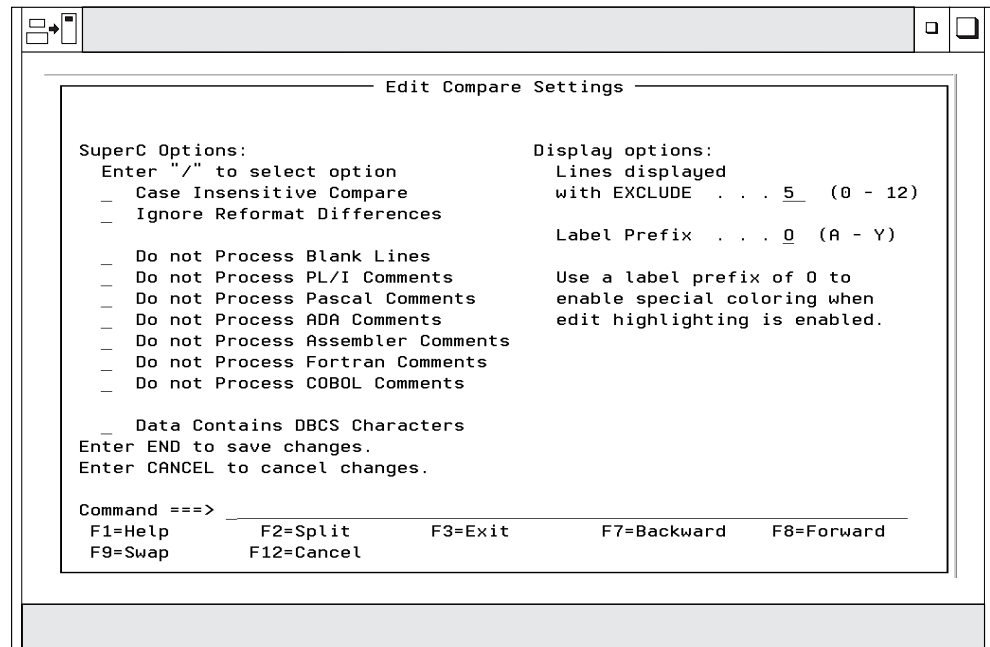 Edit Compare Settings
SuperC Options:
Enter "/" to select option
_ Case Insensitive Compare
_ Ignore Reformat Differences
_ Do not Process Blank Lines
_ Do not Process PL/I Comments
_ Do not Process Pascal Comments
_ Do not Process ADA Comments
_ Do not Process Assembler Comments
_ Do not Process Fortran Comments
_ Do not Process COBOL Comments
_ Data Contains DBCS Characters
Display options:
Lines displayed
with EXCLUDE . . . 5 (0 - 12)
Label Prefix . . . O (A - Y)
Use a label prefix of O to
enable special coloring when
edit highlighting is enabled.
Enter END to save changes.
Enter CANCEL to cancel changes.
Command ===> _
F1=Help F2=Split F3=Exit F7=Backward F8=Forward
F9=Swap F12=Cancel